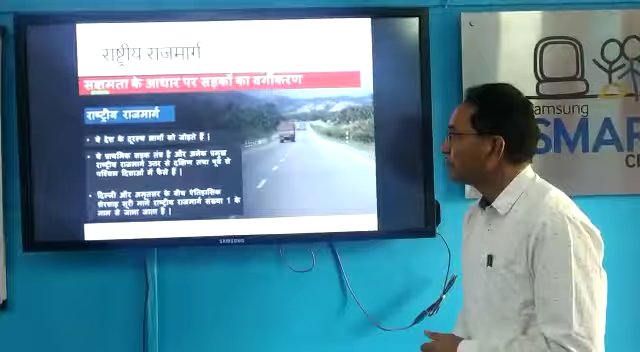 राष्ट्रीय राजमार्ग
सक्षमता के आधार पर सड़कों का वर्गीकरण
राष्ट्रीय राजमार्ग
• ये देश के दूरस्थ भागों को जोड़ते हैं ।
• ये प्राथमिक सड़क तंत्र है और अनेक प्रमुख
राष्ट्रीय राजमार्ग उत्तर से दक्षिण तथा पूर्व से
पश्चिम दिशाओं में फैले हैं ।
• दिल्ली और अमृतसर के बीच ऐतिहासिक
शेरशाह सूरी मार्ग राष्ट्रीय राजमार्ग संख्या 1 के
नाम से जाना जाता है ।
SAMSUNG
Samsung
SMAR